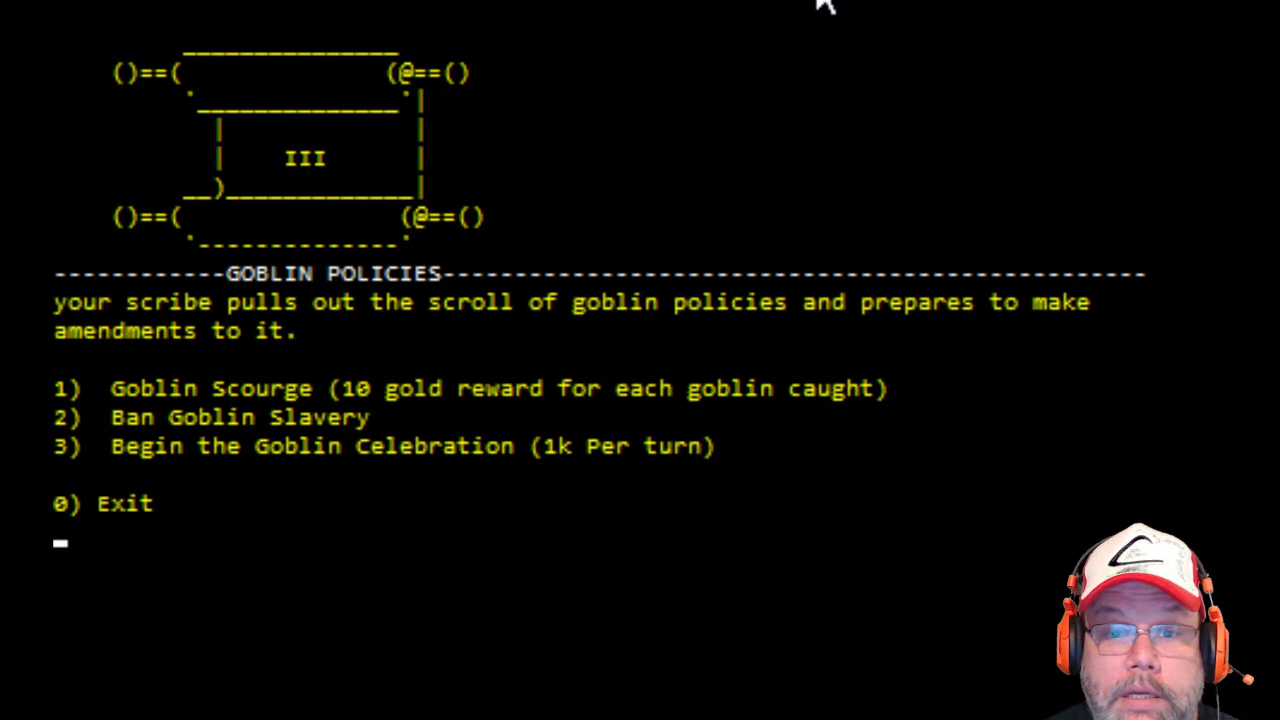 III
------------GOBLIN POLICIES-------------------------------------------------
your scribe pulls out the scroll of goblin policies and prepares to make
amendments to it.
1) Goblin Scourge (10 gold reward for each goblin caught)
2) Ban Goblin Slavery
3) Begin the Goblin Celebration (1k Per turn)
0) Exit